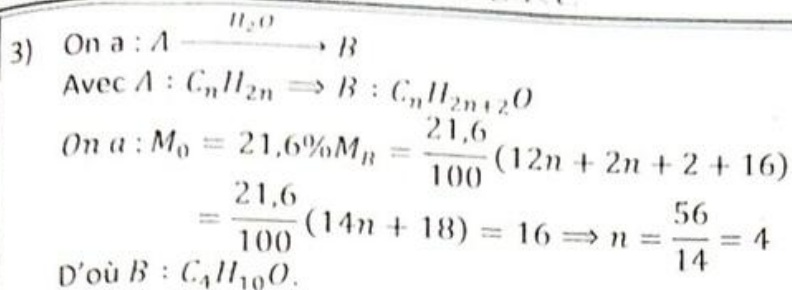 3) On a : A —H₂O→ B
Avec A : CₙH₂ₙ ⟹ B : CₙH₂ₙ₊₂O
On a : M₀ = 21,6%M_B = 21,6/100 (12n + 2n + 2 + 16)
= 21,6/100 (14n + 18) = 16 ⟹ n = 56/14 = 4
D'où B : C₄H₁₀O.